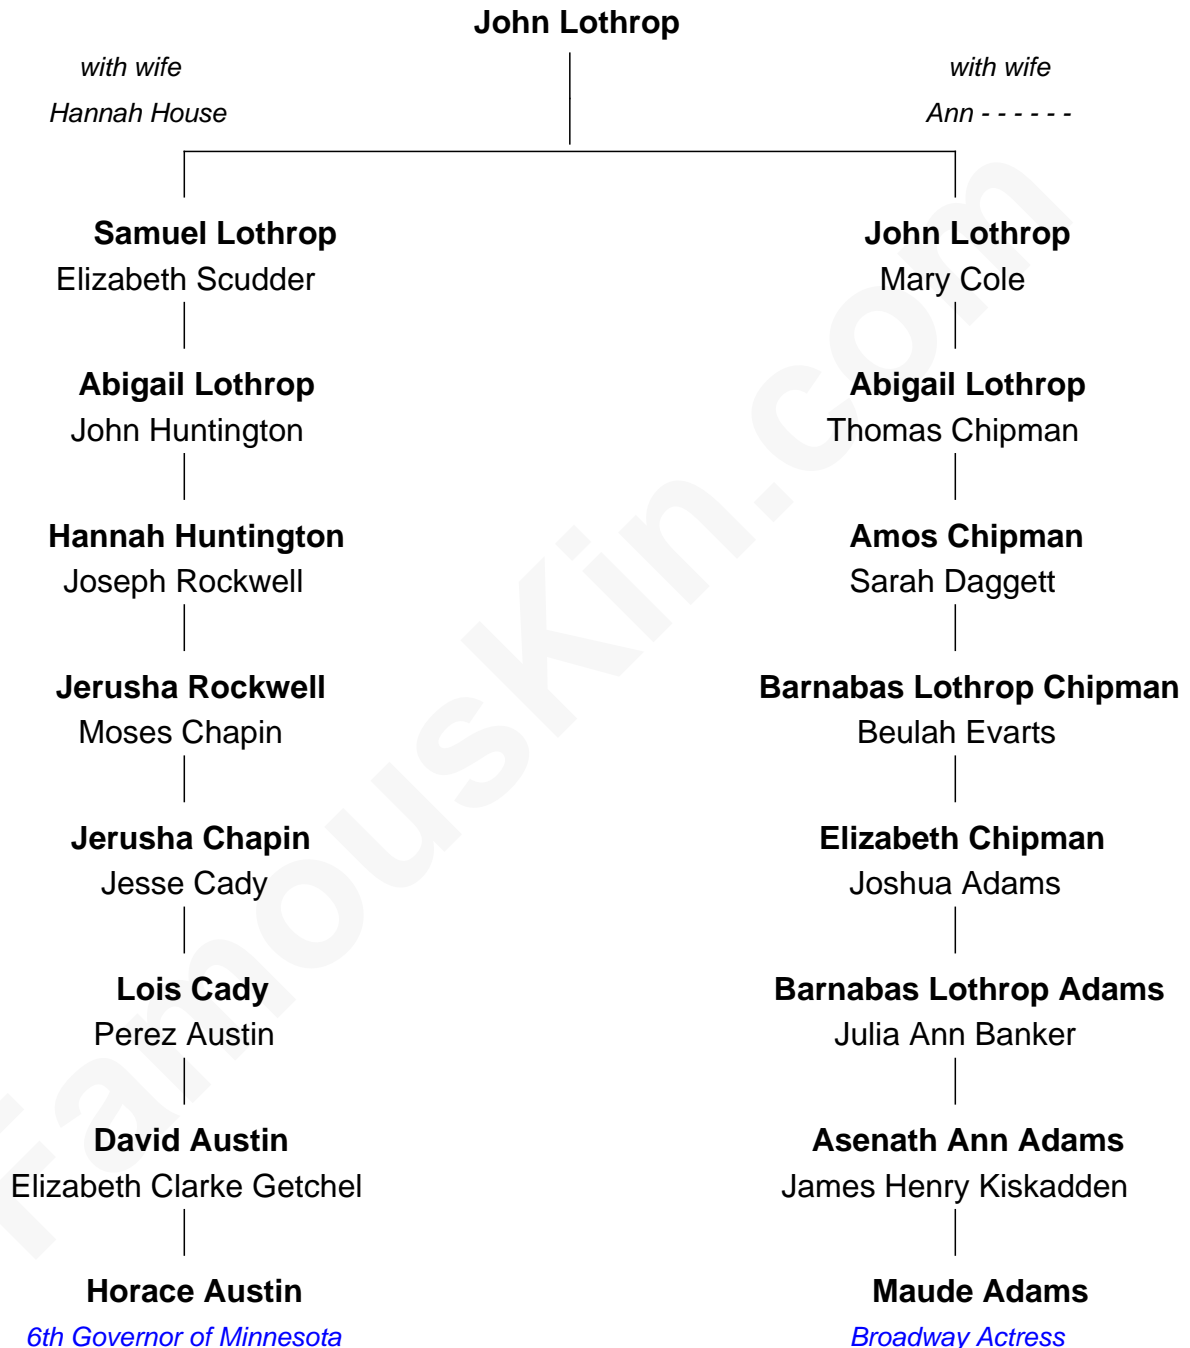 John Lothrop
with wife
Hannah House
with wife
Ann - - - - - -
Samuel Lothrop
Elizabeth Scudder
John Lothrop
Mary Cole
Abigail Lothrop
John Huntington
Abigail Lothrop
Thomas Chipman
Hannah Huntington
Joseph Rockwell
Amos Chipman
Sarah Daggett
Jerusha Rockwell
Moses Chapin
Barnabas Lothrop Chipman
Beulah Evarts
Jerusha Chapin
Jesse Cady
Elizabeth Chipman
Joshua Adams
Lois Cady
Perez Austin
Barnabas Lothrop Adams
Julia Ann Banker
David Austin
Elizabeth Clarke Getchel
Asenath Ann Adams
James Henry Kiskadden
Horace Austin
6th Governor of Minnesota
Maude Adams
Broadway Actress
FamousKin.com